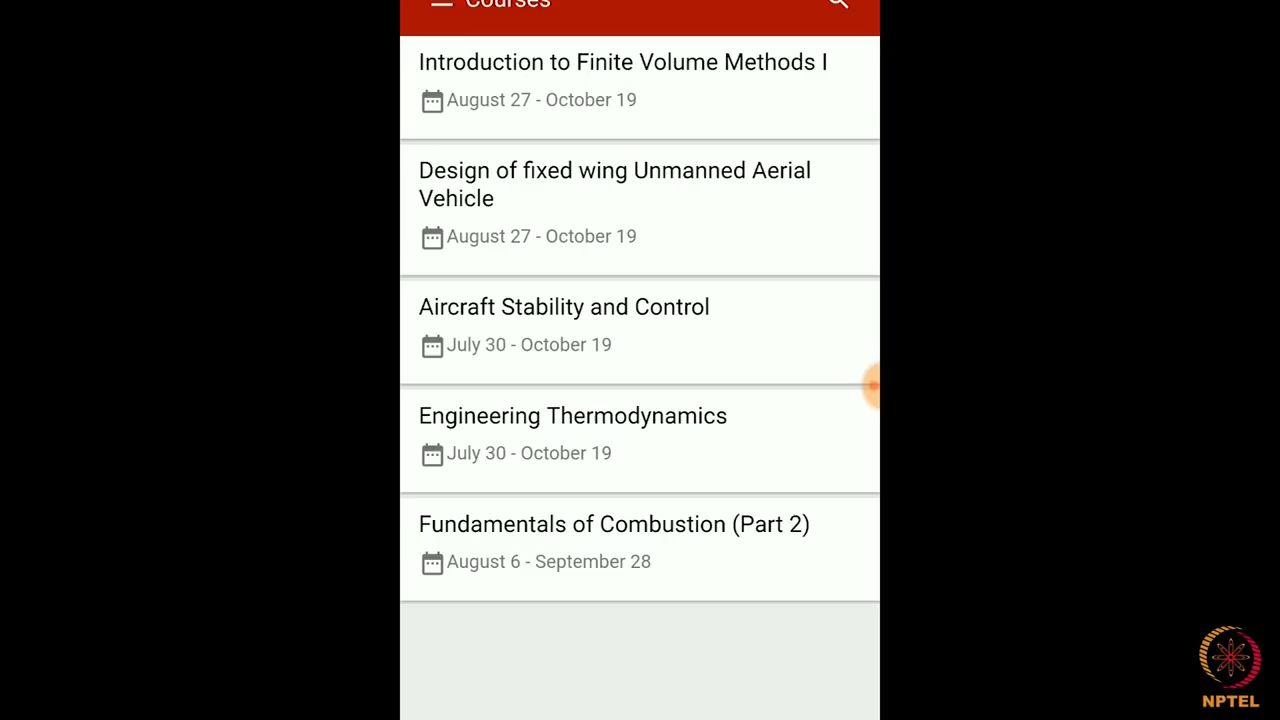 Courses
Introduction to Finite Volume Methods I
August 27 - October 19
Design of fixed wing Unmanned Aerial
Vehicle
August 27 - October 19
Aircraft Stability and Control
July 30 - October 19
Engineering Thermodynamics
July 30 - October 19
Fundamentals of Combustion (Part 2)
August 6 - September 28
NPTEL